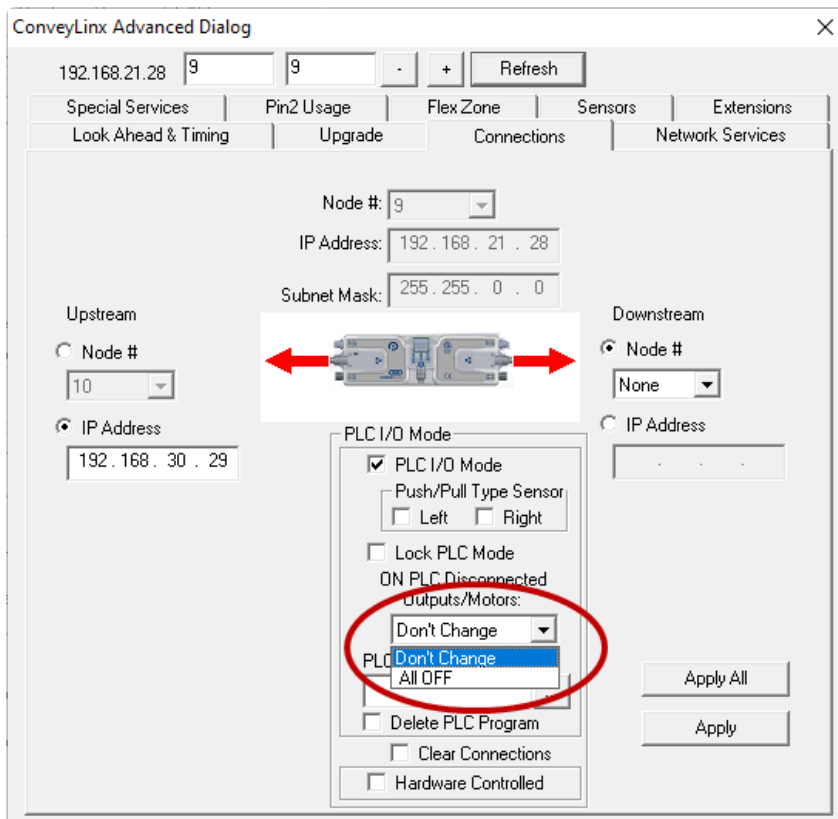 ConveyLinx Advanced Dialog
192.168.21.28 9 9 - + Refresh
Special Services Pin2 Usage Flex Zone Sensors Extensions
Look Ahead & Timing Upgrade Connections Network Services
Node #: 9
IP Address: 192 . 168 . 21 . 28
Subnet Mask: 255 . 255 . 0 . 0
Upstream
Node #
10
IP Address
192 . 168 . 30 . 29
Downstream
Node #
None
IP Address
. . .
PLC I/O Mode
PLC I/O Mode
Push/Pull Type Sensor
Left Right
Lock PLC Mode
ON PLC Disconnected
Outputs/Motors:
Don't Change
PLC
Don't Change
All OFF
Delete PLC Program
Clear Connections
Hardware Controlled
Apply All
Apply